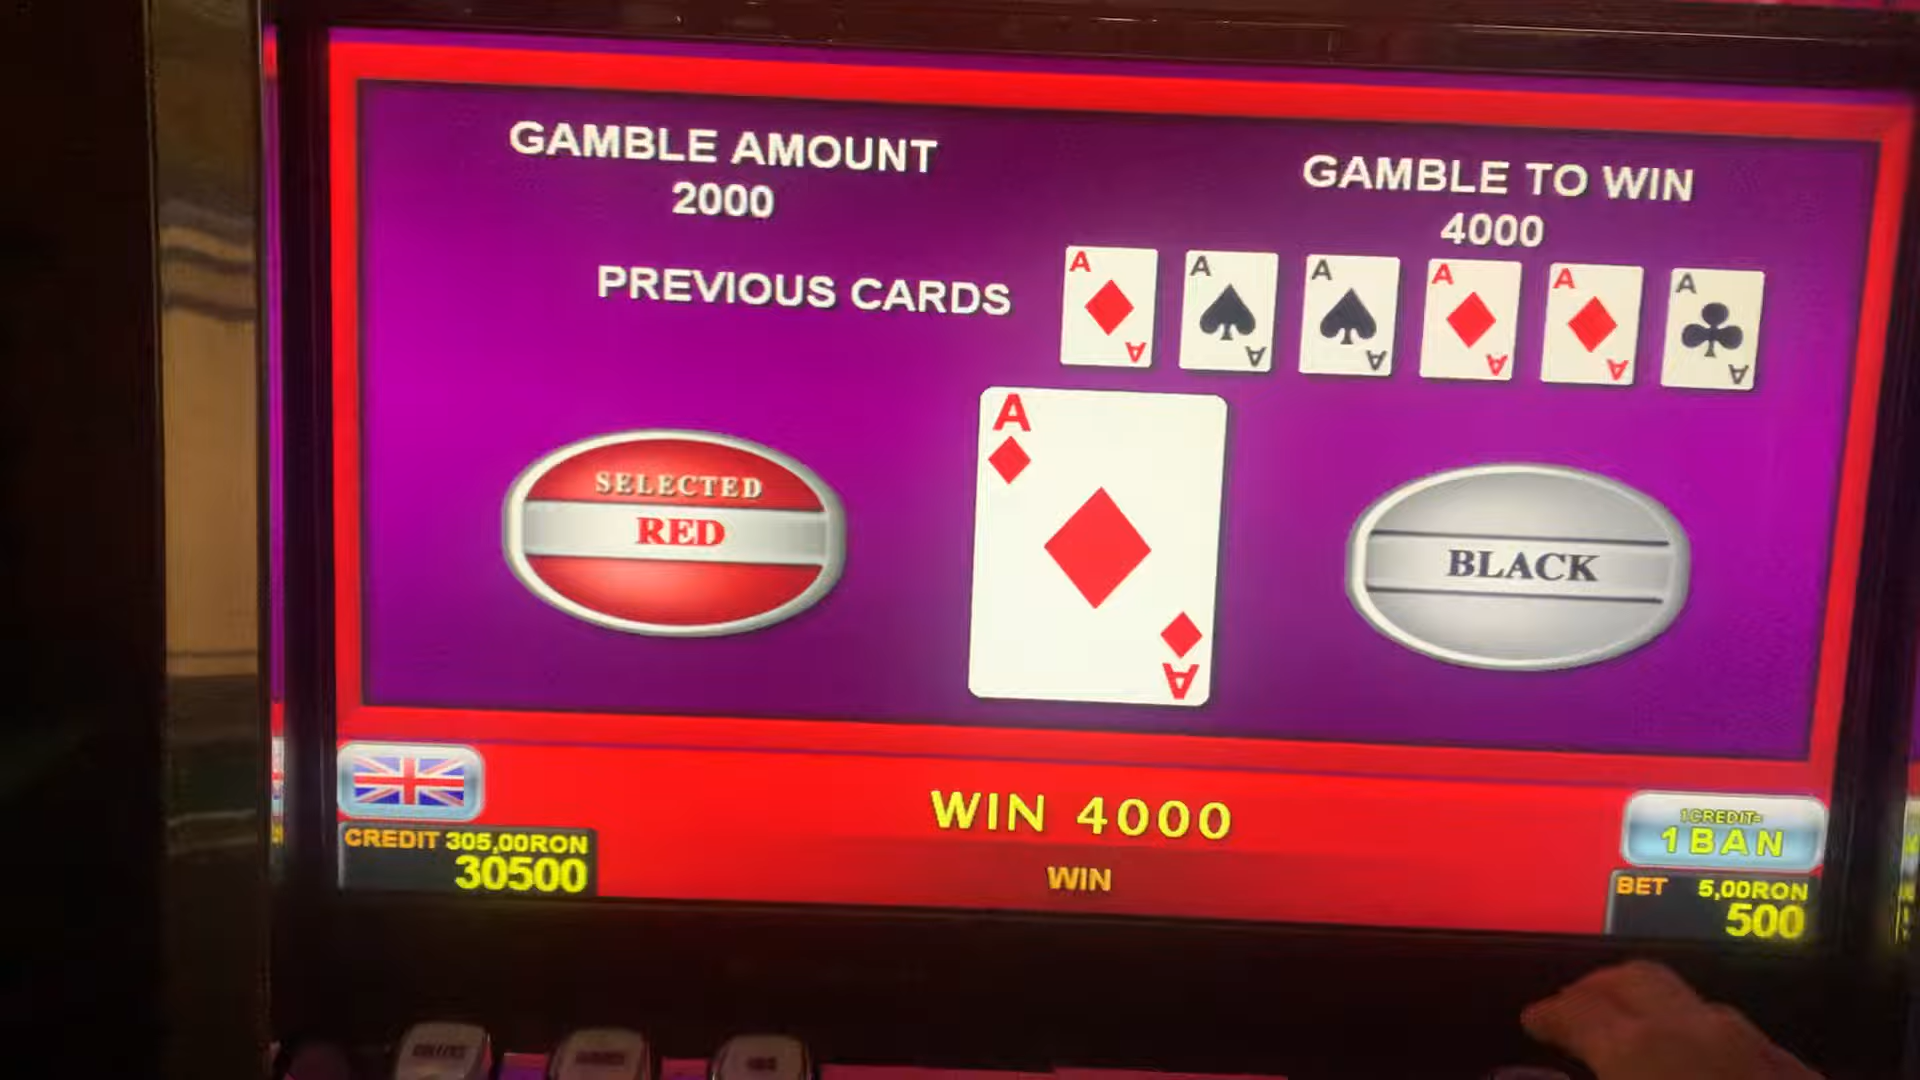 GAMBLE AMOUNT
2000
GAMBLE TO WIN
4000
PREVIOUS CARDS
A A
A A
A A
A A
A A
A A
A
A
SELECTED
RED
BLACK
WIN 4000
WIN
CREDIT 305,00RON
30500
1CREDIT=
1 BAN
BET 5,00RON
500